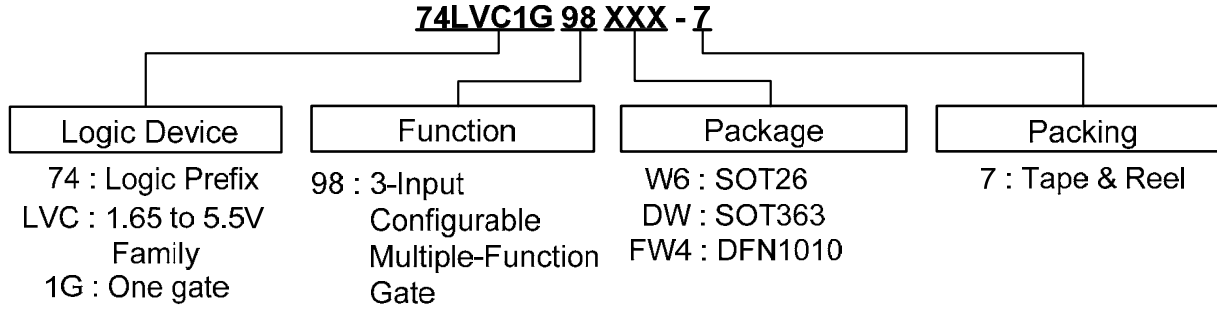 74LVC1G 98 XXX - 7
Logic Device
74 : Logic Prefix
LVC : 1.65 to 5.5V
Family
1G : One gate
Function
98 : 3-Input
Configurable
Multiple-Function
Gate
Package
W6 : SOT26
DW : SOT363
FW4 : DFN1010
Packing
7 : Tape & Reel